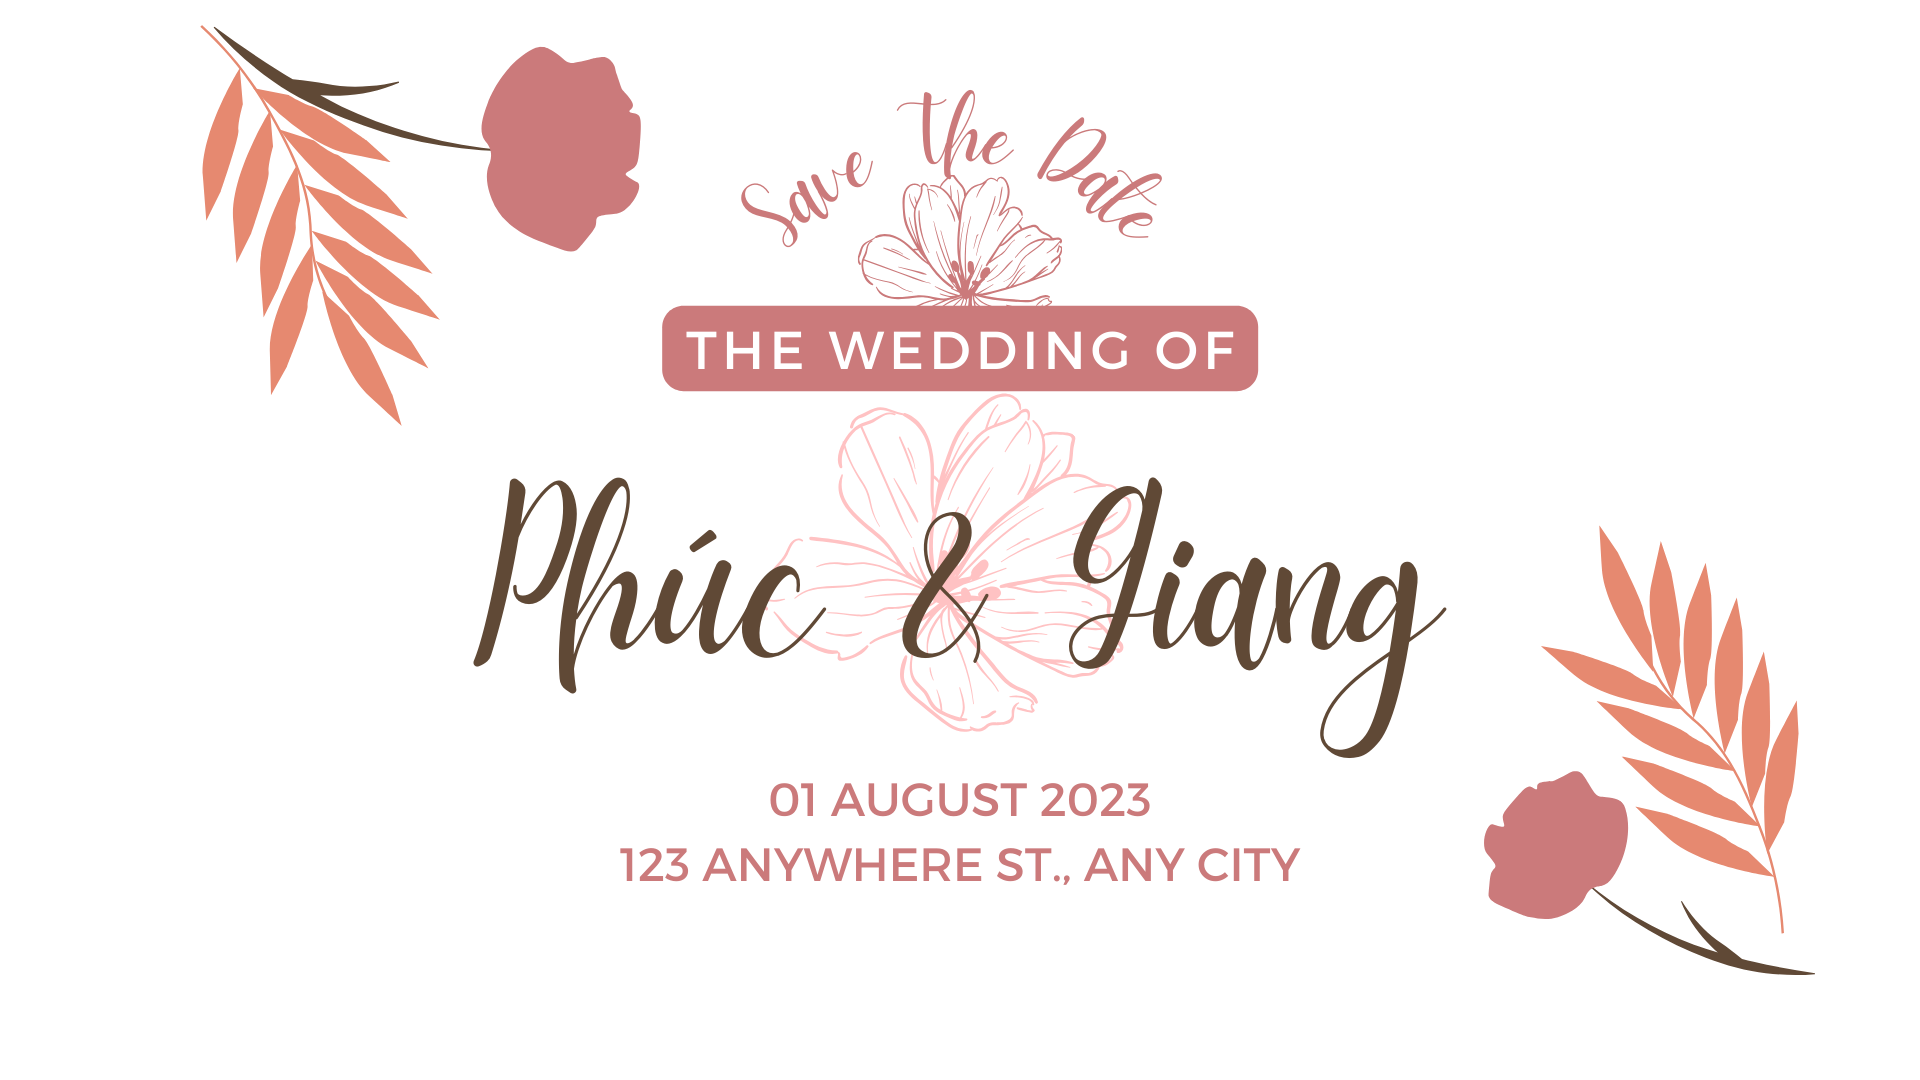 Save The Date
THE WEDDING OF
Phúc & Giang
01 AUGUST 2023
123 ANYWHERE ST., ANY CITY